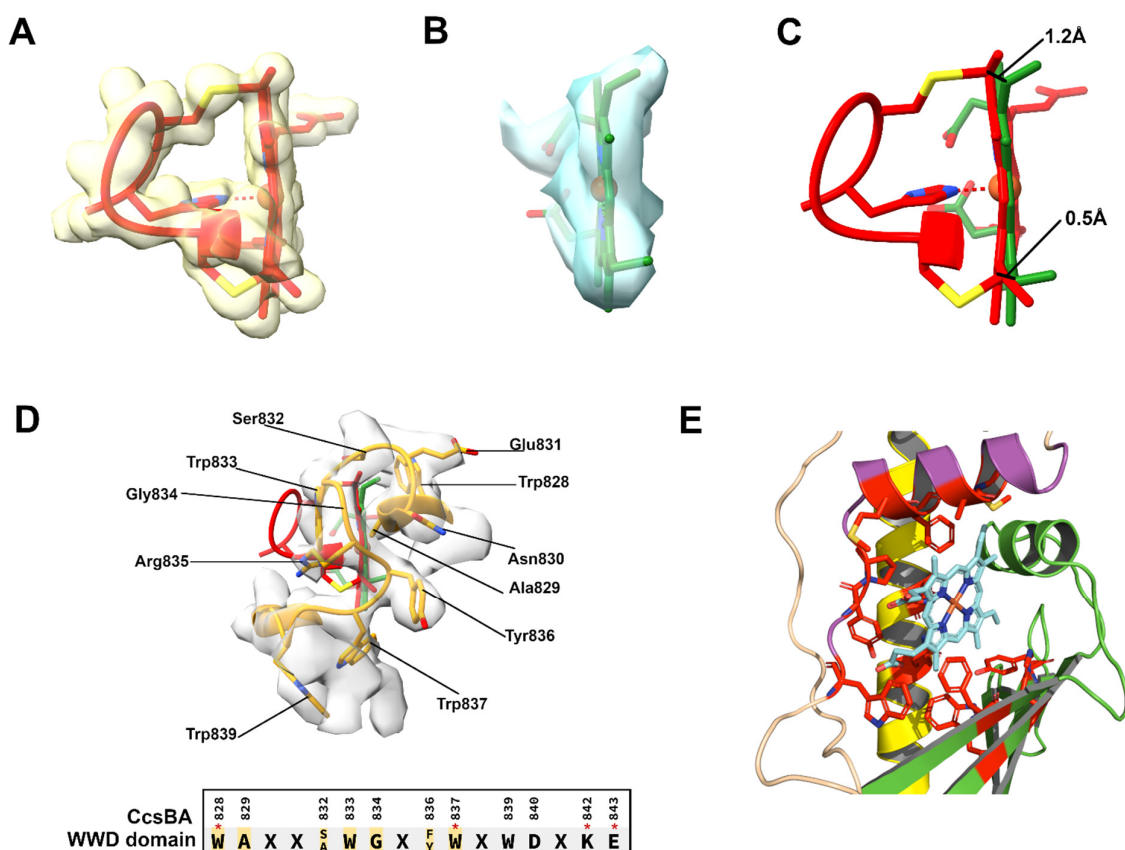 A
B
C
1.2Å
0.5Å
D
Ser832
Glu831
Trp833
Trp828
Gly834
Asn830
Arg835
Ala829
Tyr836
Trp837
Trp839
E
CcsBA 828 829 832 833 834 836 837 839 840 842 843
* * * *
WWD domain W A X X S/A W G X F/Y W X W D X K E